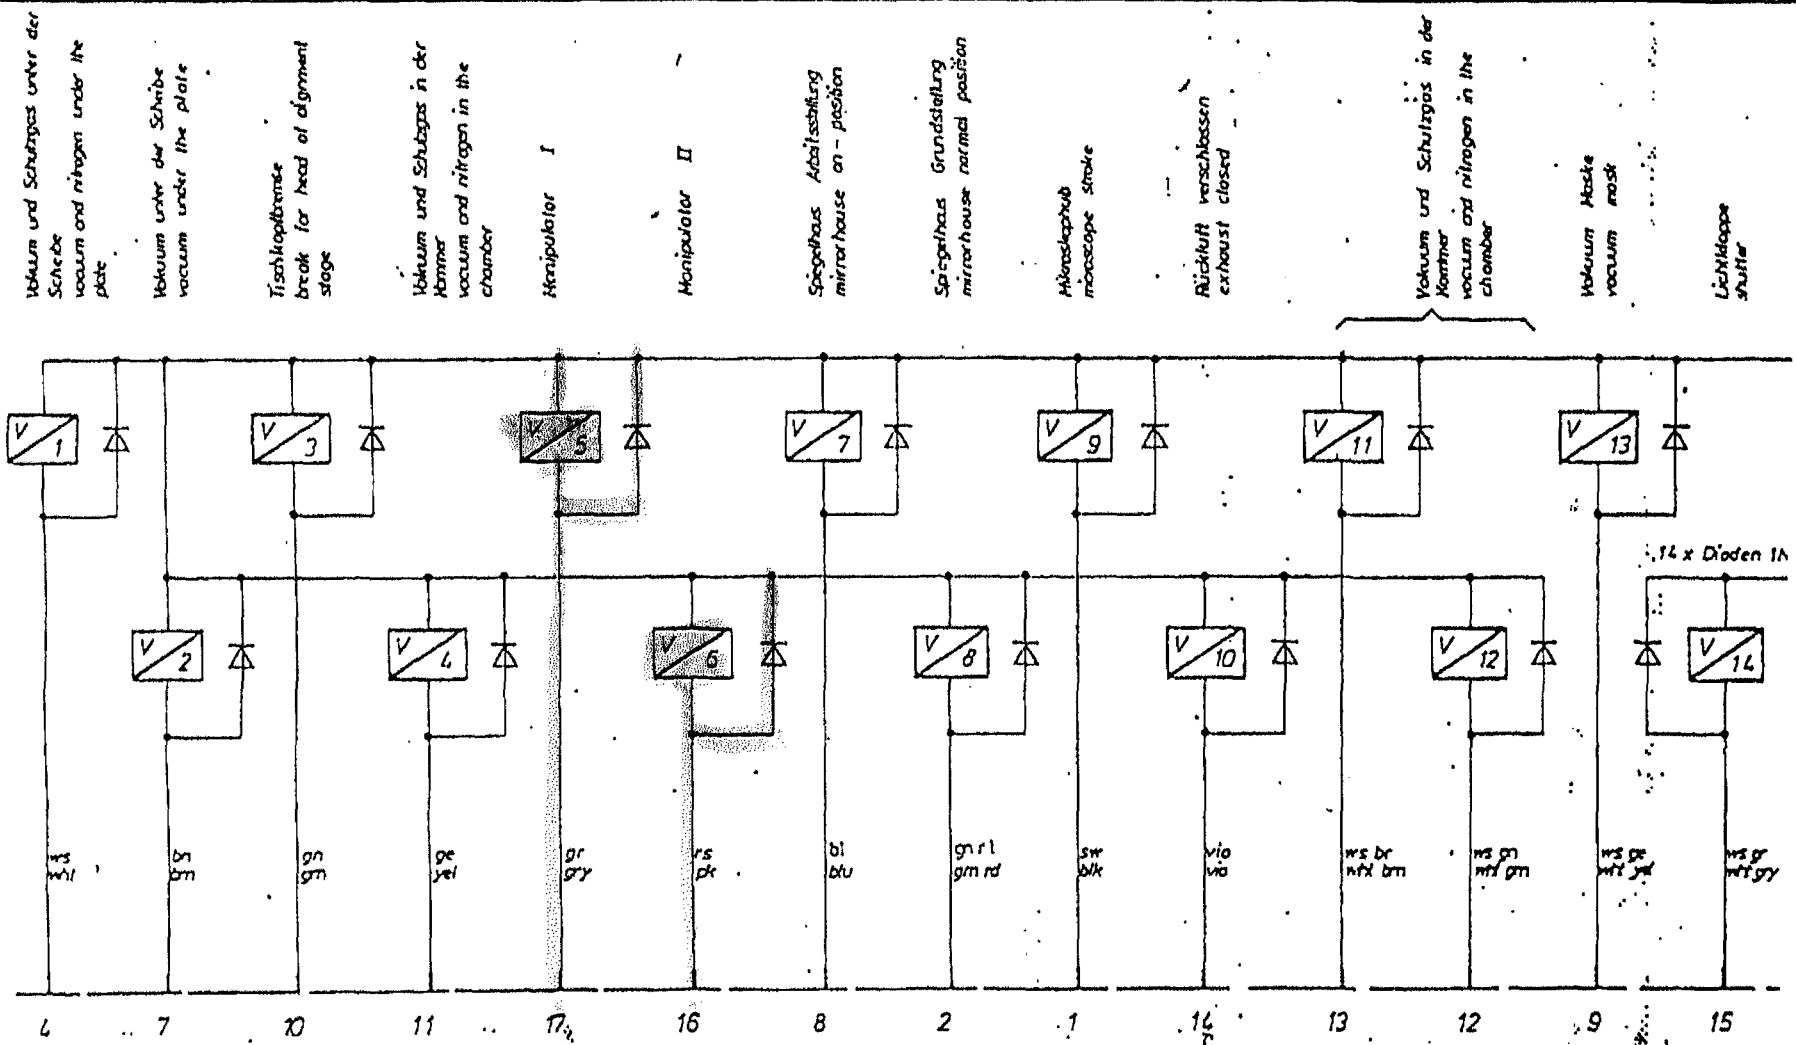 Vakuum und Schutzgas unter der
Scheibe
vacuum and nitrogen under the
plate
Vakuum unter der Scheibe
vacuum under the plate
Tischkopfbremse
break for head of alignment
stage
Vakuum und Schutzgas in der
Kammer
vacuum and nitrogen in the
chamber
Manipulator I
Manipulator II
Spiegelhaus Arbeitsstellung
mirrorhouse on - position
Spiegelhaus Grundstellung
mirrorhouse normal position
Mikroskophub
microscope stroke
Rückluft verschlossen
exhaust closed
Vakuum und Schutzgas in der
Kammer
vacuum and nitrogen in the
chamber
Vakuum Maske
vacuum mask
Lichtklappe
shutter
V 1
V 3
V 5
V 7
V 9
V 11
V 13
14 x Dioden 1N
V 2
V 4
V 6
V 8
V 10
V 12
V 14
ws
wht
bn
brn
gn
grn
ge
yel
gr
gry
rs
pk
bl
blu
gn rt
grn rd
sw
blk
vio
vio
ws br
wht brn
ws gn
wht grn
ws ge
wht yel
ws gr
wht gry
4 7 10 11 17 16 8 2 1 14 13 12 9 15